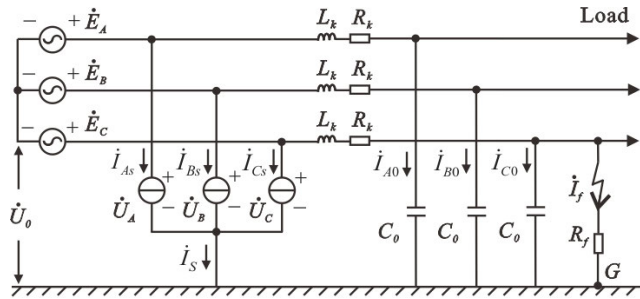 − + Ė_A L_k R_k Load
− + Ė_B L_k R_k
− + Ė_C L_k R_k
İ_As İ_Bs İ_Cs İ_A0 İ_B0 İ_C0 İ_f
+ + +
U̇_0 U̇_A − U̇_B − U̇_C − C_0 C_0 C_0 R_f
İ_S G